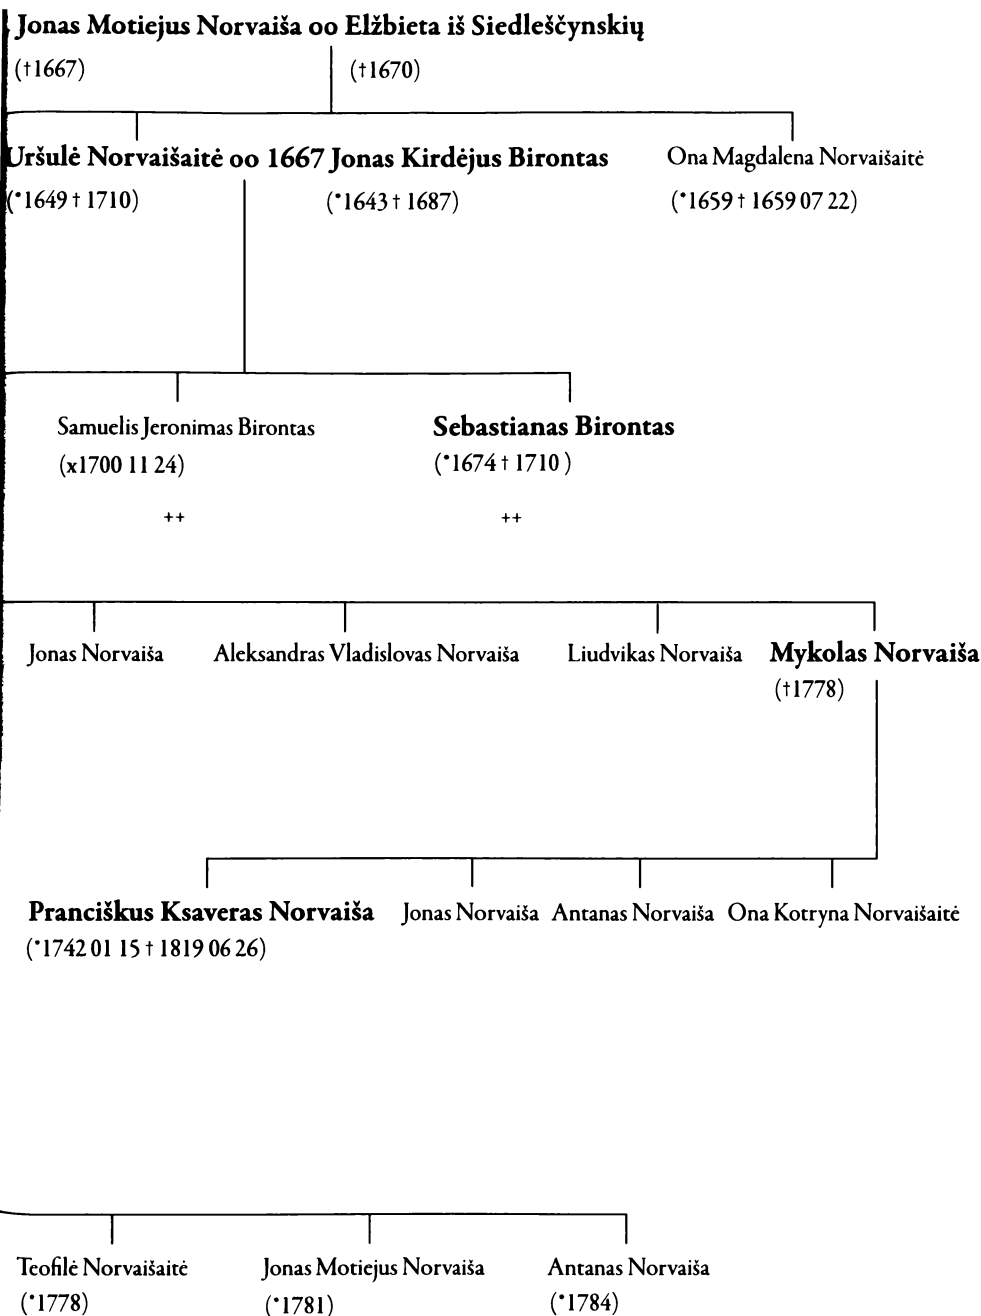 Jonas Motiejus Norvaiša oo Elžbieta iš Siedleščynskių
(†1667) (†1670)
Uršulė Norvaišaitė oo 1667 Jonas Kirdėjus Birontas Ona Magdalena Norvaišaitė
(*1649 † 1710) (*1643 † 1687) (*1659 † 1659 07 22)
Samuelis Jeronimas Birontas Sebastianas Birontas
(x1700 11 24) (*1674 † 1710 )
++ ++
Jonas Norvaiša Aleksandras Vladislovas Norvaiša Liudvikas Norvaiša Mykolas Norvaiša
(†1778)
Pranciškus Ksaveras Norvaiša Jonas Norvaiša Antanas Norvaiša Ona Kotryna Norvaišaitė
(*1742 01 15 † 1819 06 26)
Teofilė Norvaišaitė Jonas Motiejus Norvaiša Antanas Norvaiša
(*1778) (*1781) (*1784)